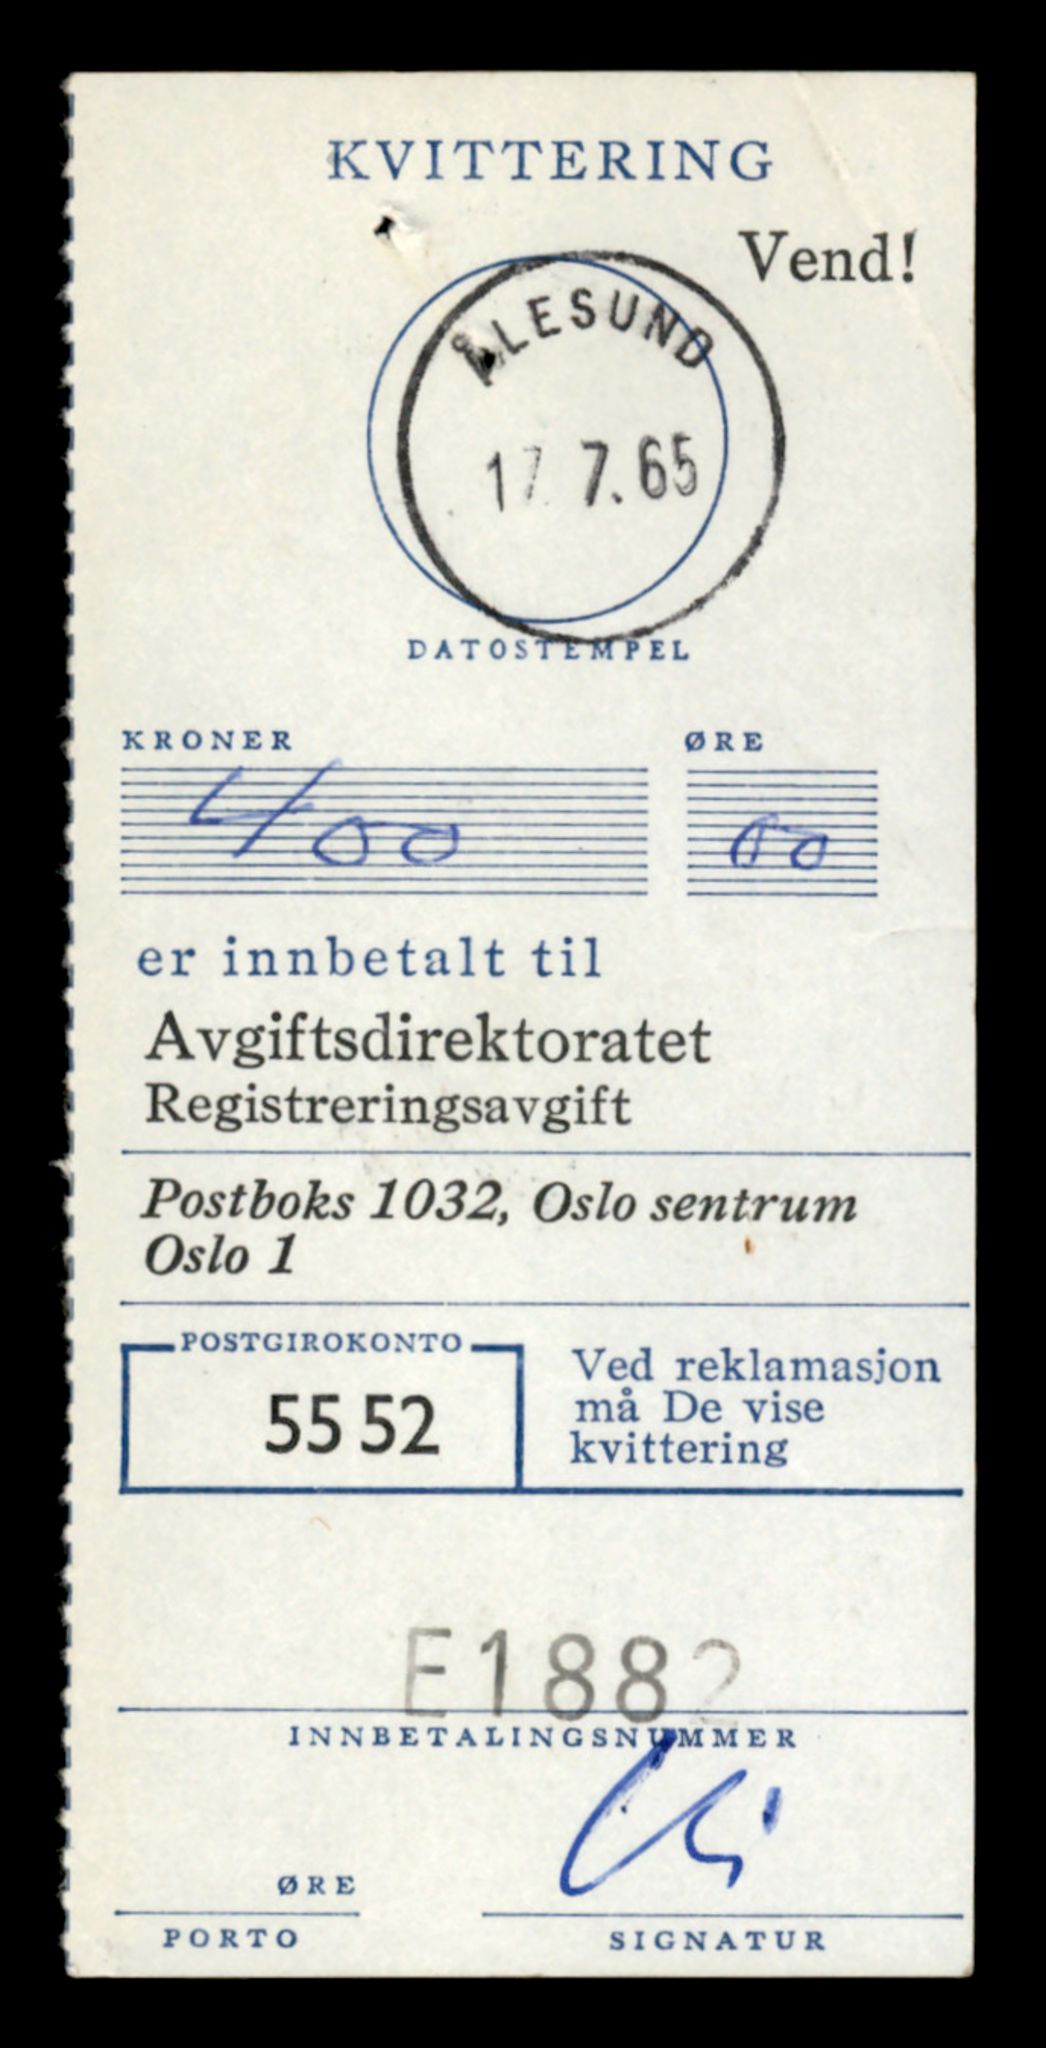 KVITTERING
Vend!
ÅLESUND
17. 7. 65
DATOSTEMPEL
KRONER ØRE
400 00
er innbetalt til
Avgiftsdirektoratet
Registreringsavgift
Postboks 1032, Oslo sentrum
Oslo 1
POSTGIROKONTO
55 52
Ved reklamasjon
må De vise
kvittering
E1882
INNBETALINGSNUMMER
ØRE
PORTO
SIGNATUR